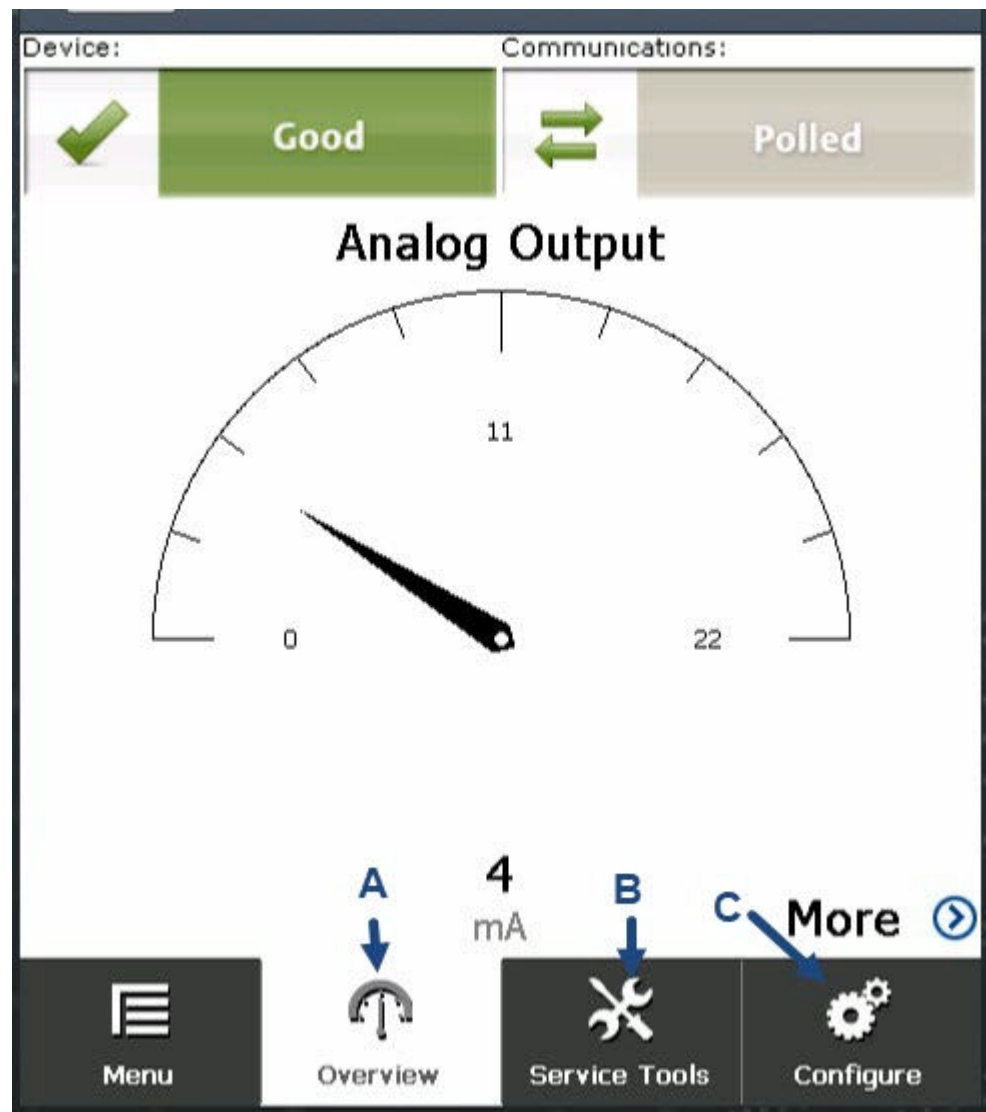 Device: Communications:
Good Polled
Analog Output
11
0 22
4
mA
A B C More
Menu Overview Service Tools Configure